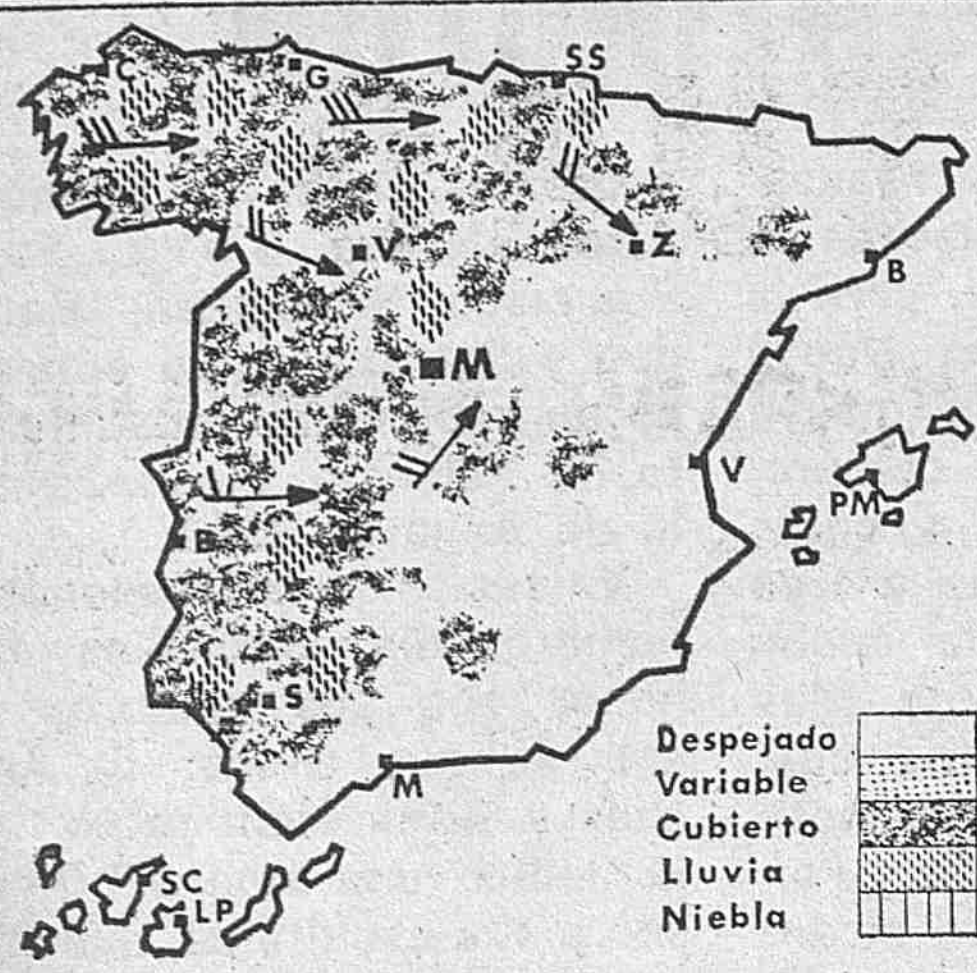 SS
C
G
V
Z
B
M
V
PM
B
S
M
SC
LP
Despejado
Variable
Cubierto
Lluvia
Niebla